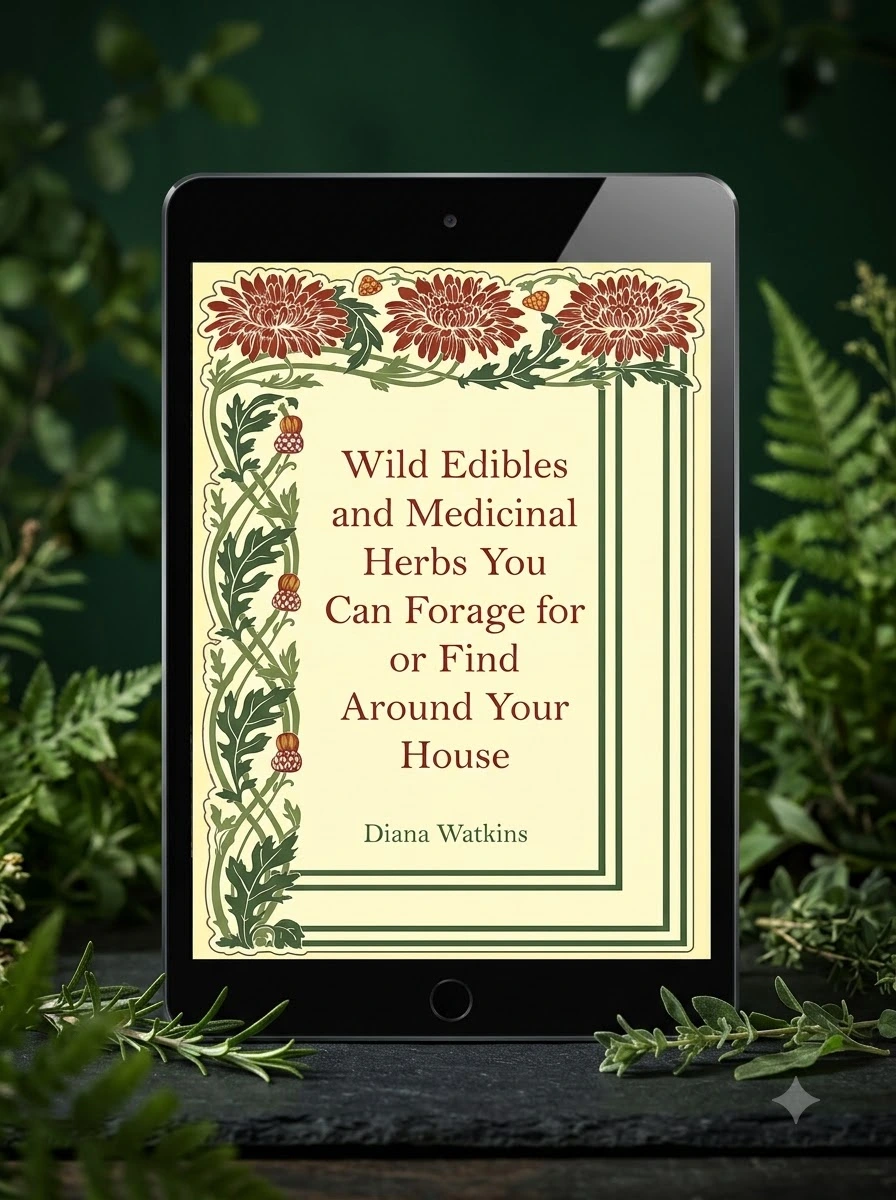 Wild Edibles
and Medicinal
Herbs You
Can Forage for
or Find
Around Your
House
Diana Watkins